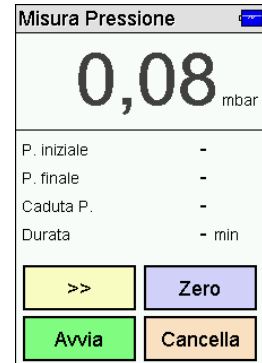 Misura Pressione
0,08 mbar
P. iniziale -
P. finale -
Caduta P. -
Durata - min
>> Zero
Avvia Cancella